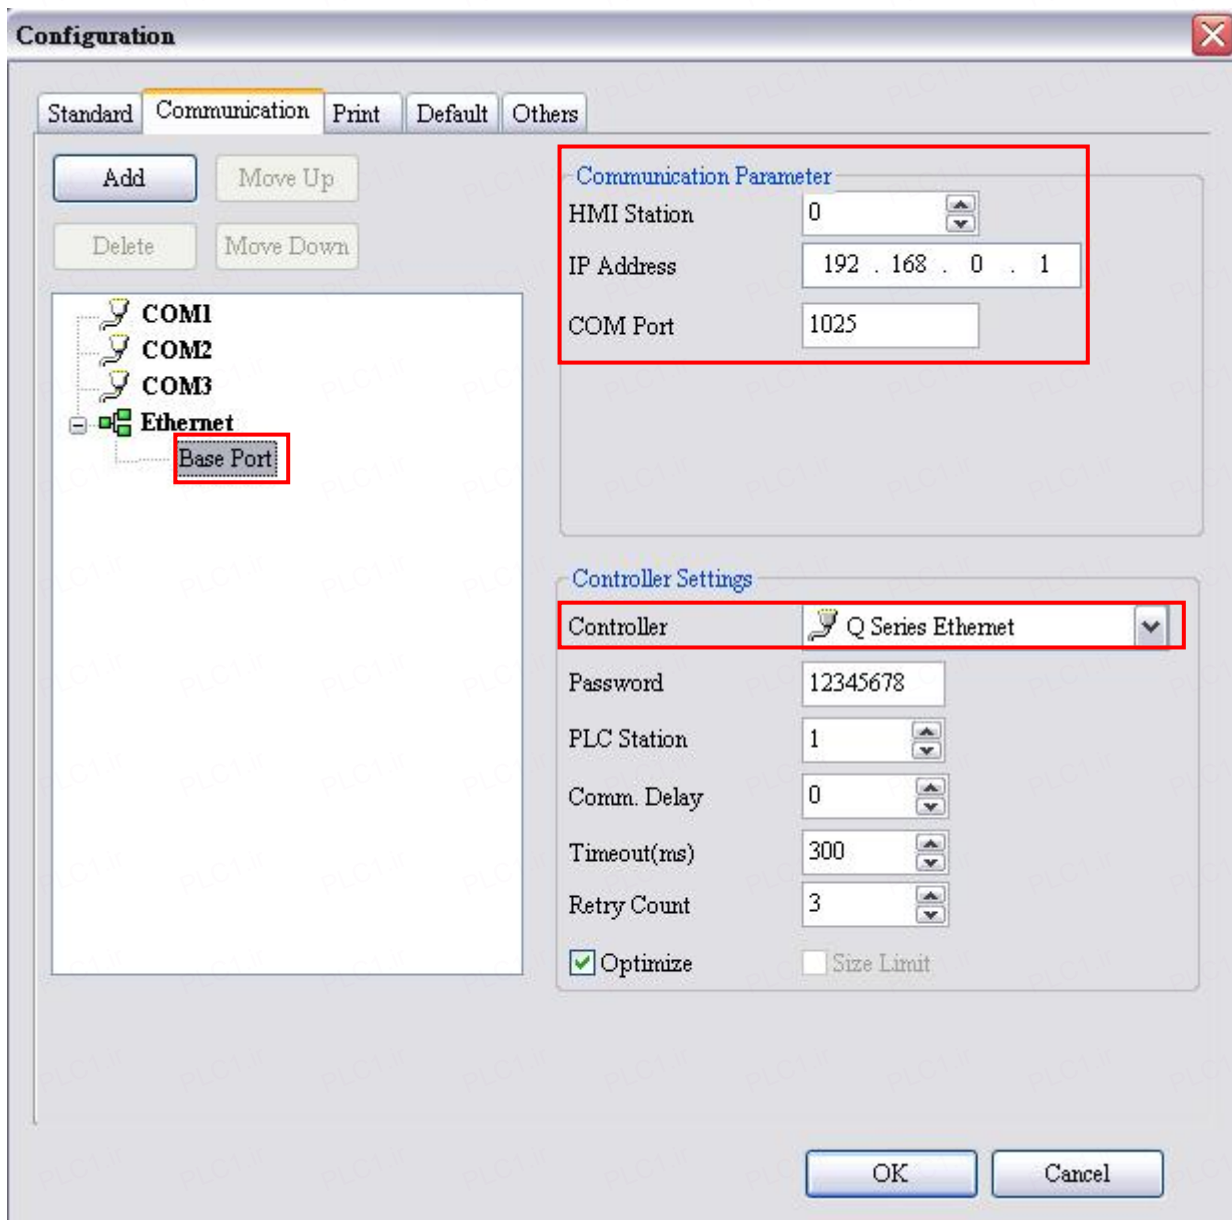 Configuration
Standard Communication Print Default Others
Add Move Up
Delete Move Down
COM1
COM2
COM3
Ethernet
Base Port
Communication Parameter
HMI Station 0
IP Address 192 . 168 . 0 . 1
COM Port 1025
Controller Settings
Controller Q Series Ethernet
Password 12345678
PLC Station 1
Comm. Delay 0
Timeout(ms) 300
Retry Count 3
Optimize Size Limit
OK Cancel